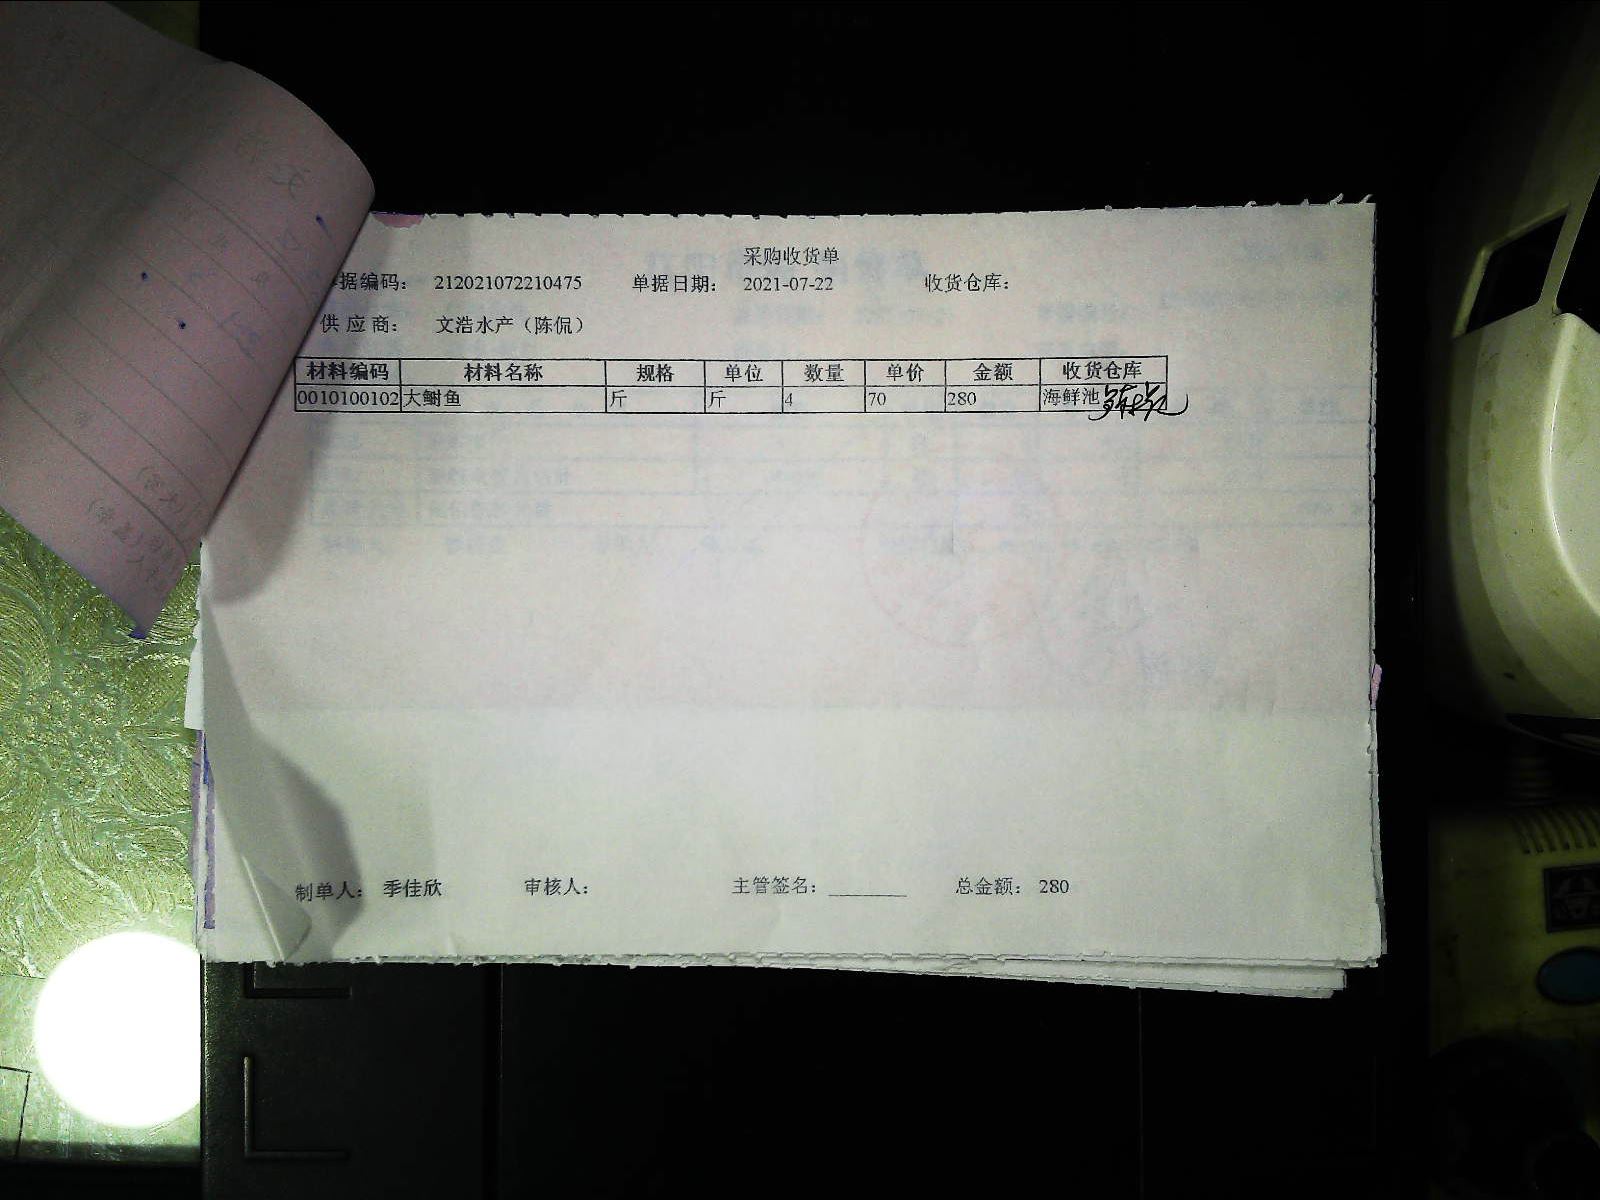 采购收货单
据编码： 212021072210475 单据日期： 2021-07-22 收货仓库：
供 应 商： 文浩水产（陈侃）
材料编码 材料名称 规格 单位 数量 单价 金额 收货仓库
0010100102 大鲥鱼 斤 斤 4 70 280 海鲜池
制单人： 季佳欣 审核人： 主管签名： ________ 总金额： 280